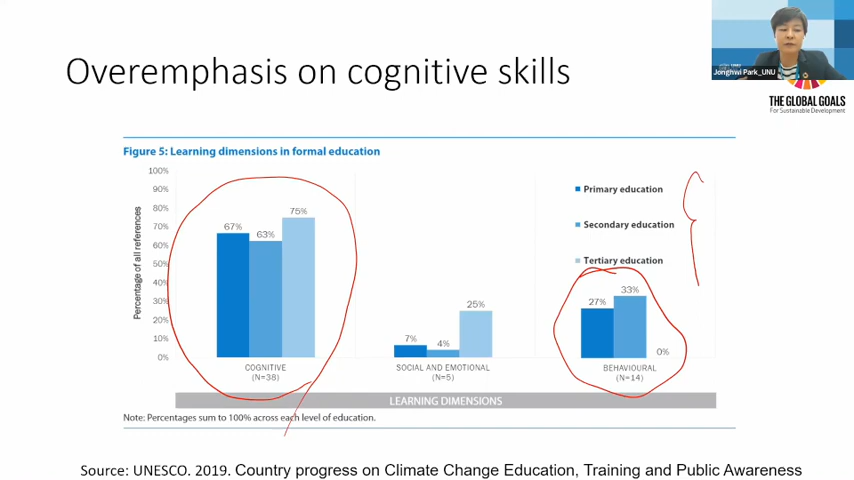 Overemphasis on cognitive skills
Jonghwi Park_UNU
THE GLOBAL GOALS
For Sustainable Development
Figure 5: Learning dimensions in formal education
Percentage of all references
100%
90%
80%
70%
60%
50%
40%
30%
20%
10%
0%
67%
63%
75%
7%
4%
25%
27%
33%
0%
Primary education
Secondary education
Tertiary education
COGNITIVE
(N=38)
SOCIAL AND EMOTIONAL
(N=5)
BEHAVIOURAL
(N=14)
LEARNING DIMENSIONS
Note: Percentages sum to 100% across each level of education.
Source: UNESCO. 2019. Country progress on Climate Change Education, Training and Public Awareness